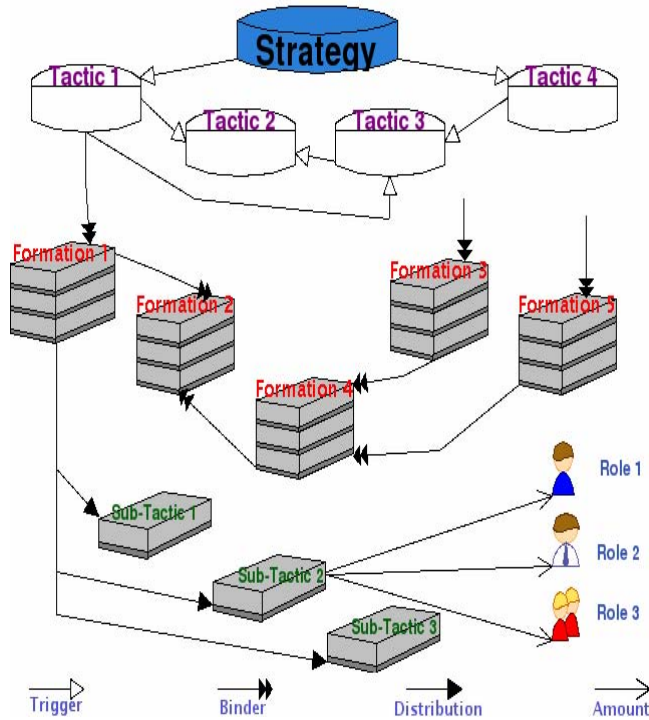 Strategy
Tactic 1
Tactic 4
Tactic 2
Tactic 3
Formation 1
Formation 3
Formation 2
Formation 5
Formation 4
Role 1
Sub-Tactic 1
Role 2
Sub-Tactic 2
Role 3
Sub-Tactic 3
Trigger
Binder
Distribution
Amount